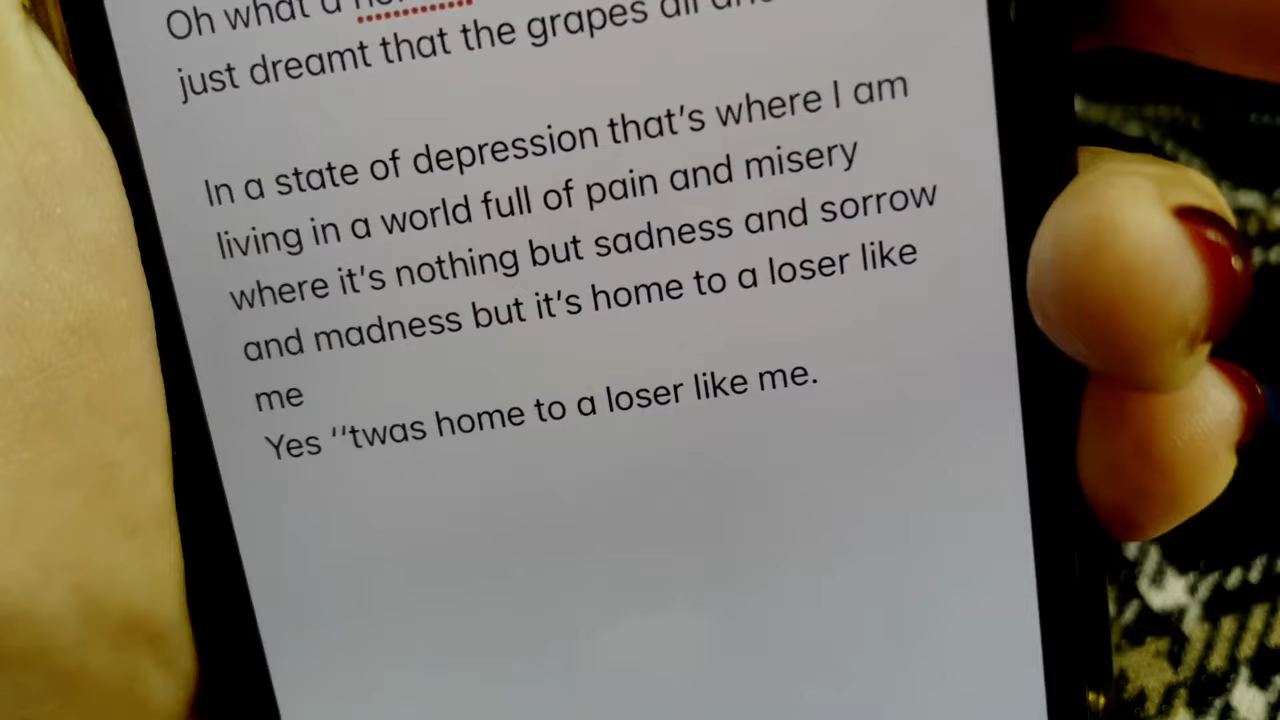 Oh what a
just dreamt that the grapes all
In a state of depression that's where I am
living in a world full of pain and misery
where it's nothing but sadness and sorrow
and madness but it's home to a loser like
me
Yes ‘'twas home to a loser like me.